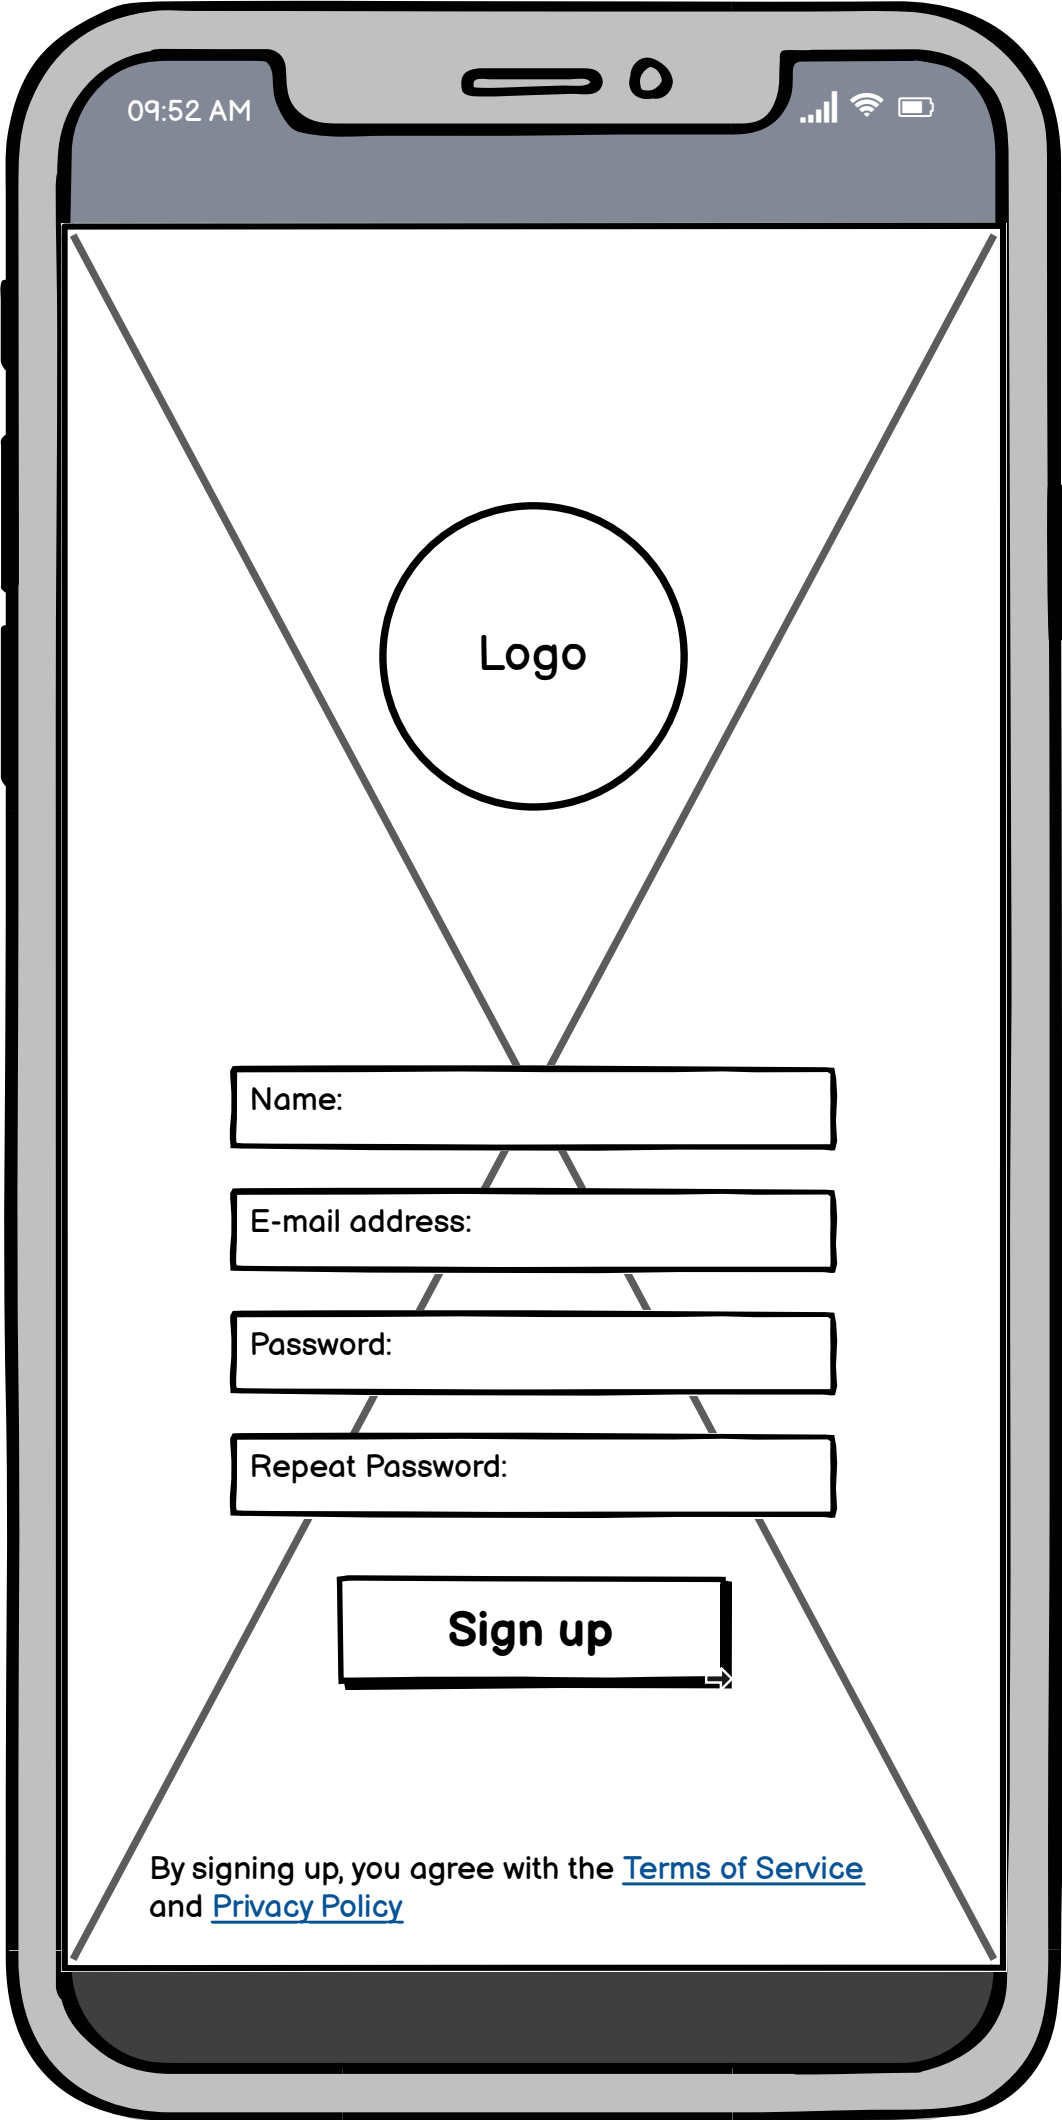 09:52 AM
Logo
Name:
E-mail address:
Password:
Repeat Password:
Sign up
By signing up, you agree with the Terms of Service
and Privacy Policy